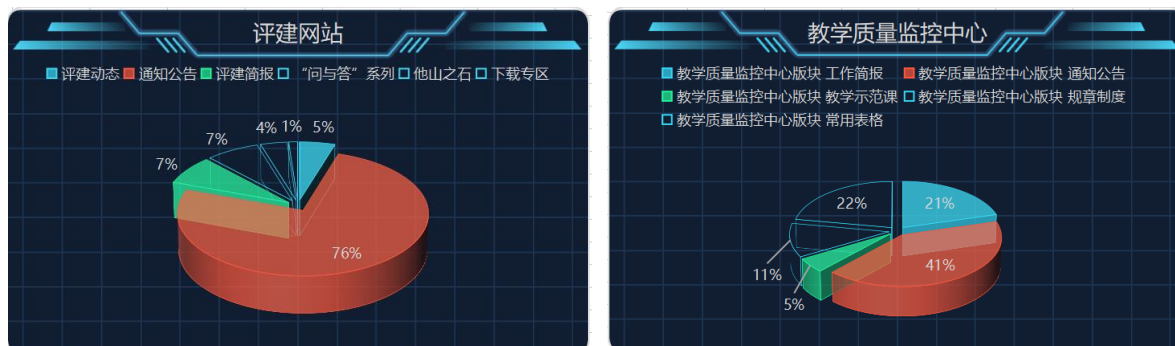 评建网站
评建动态 通知公告 评建简报 “问与答”系列 他山之石 下载专区
7%
7%
4%
1%
5%
76%
教学质量监控中心
教学质量监控中心版块 工作简报 教学质量监控中心版块 通知公告
教学质量监控中心版块 教学示范课 教学质量监控中心版块 规章制度
教学质量监控中心版块 常用表格
22%
21%
41%
11%
5%